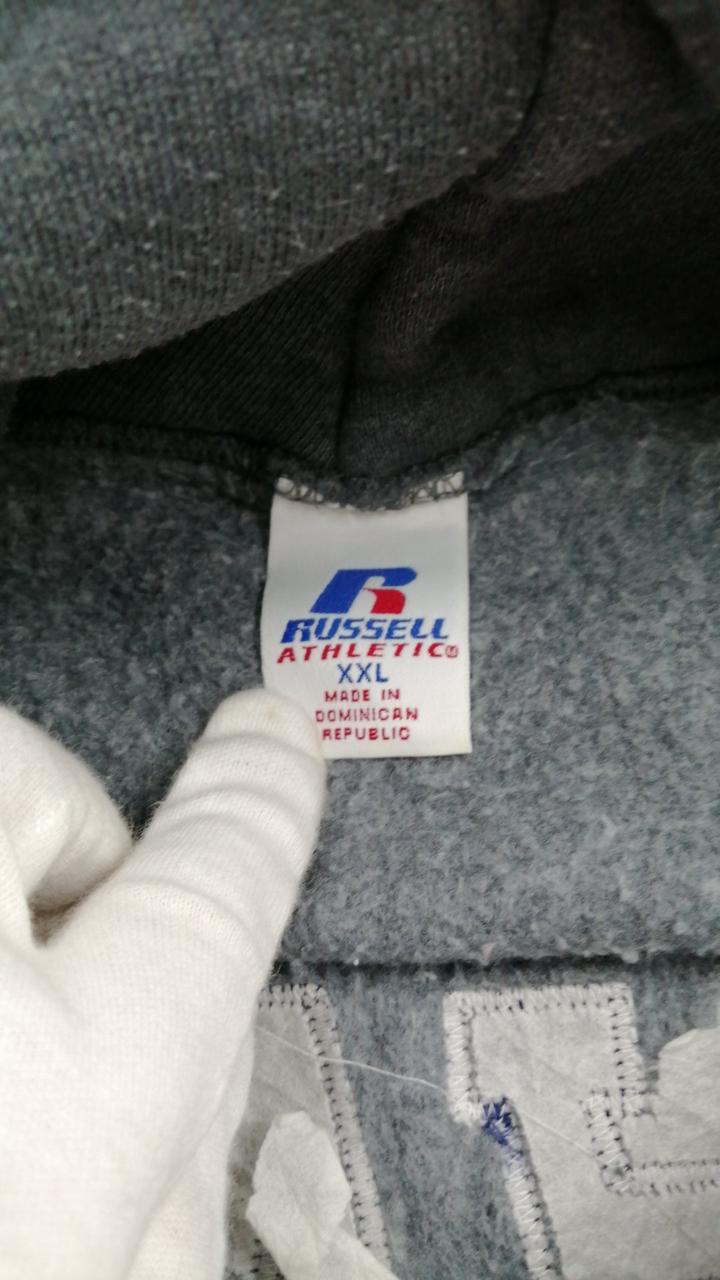 R
RUSSELL
ATHLETIC®
XXL
MADE IN
DOMINICAN
REPUBLIC